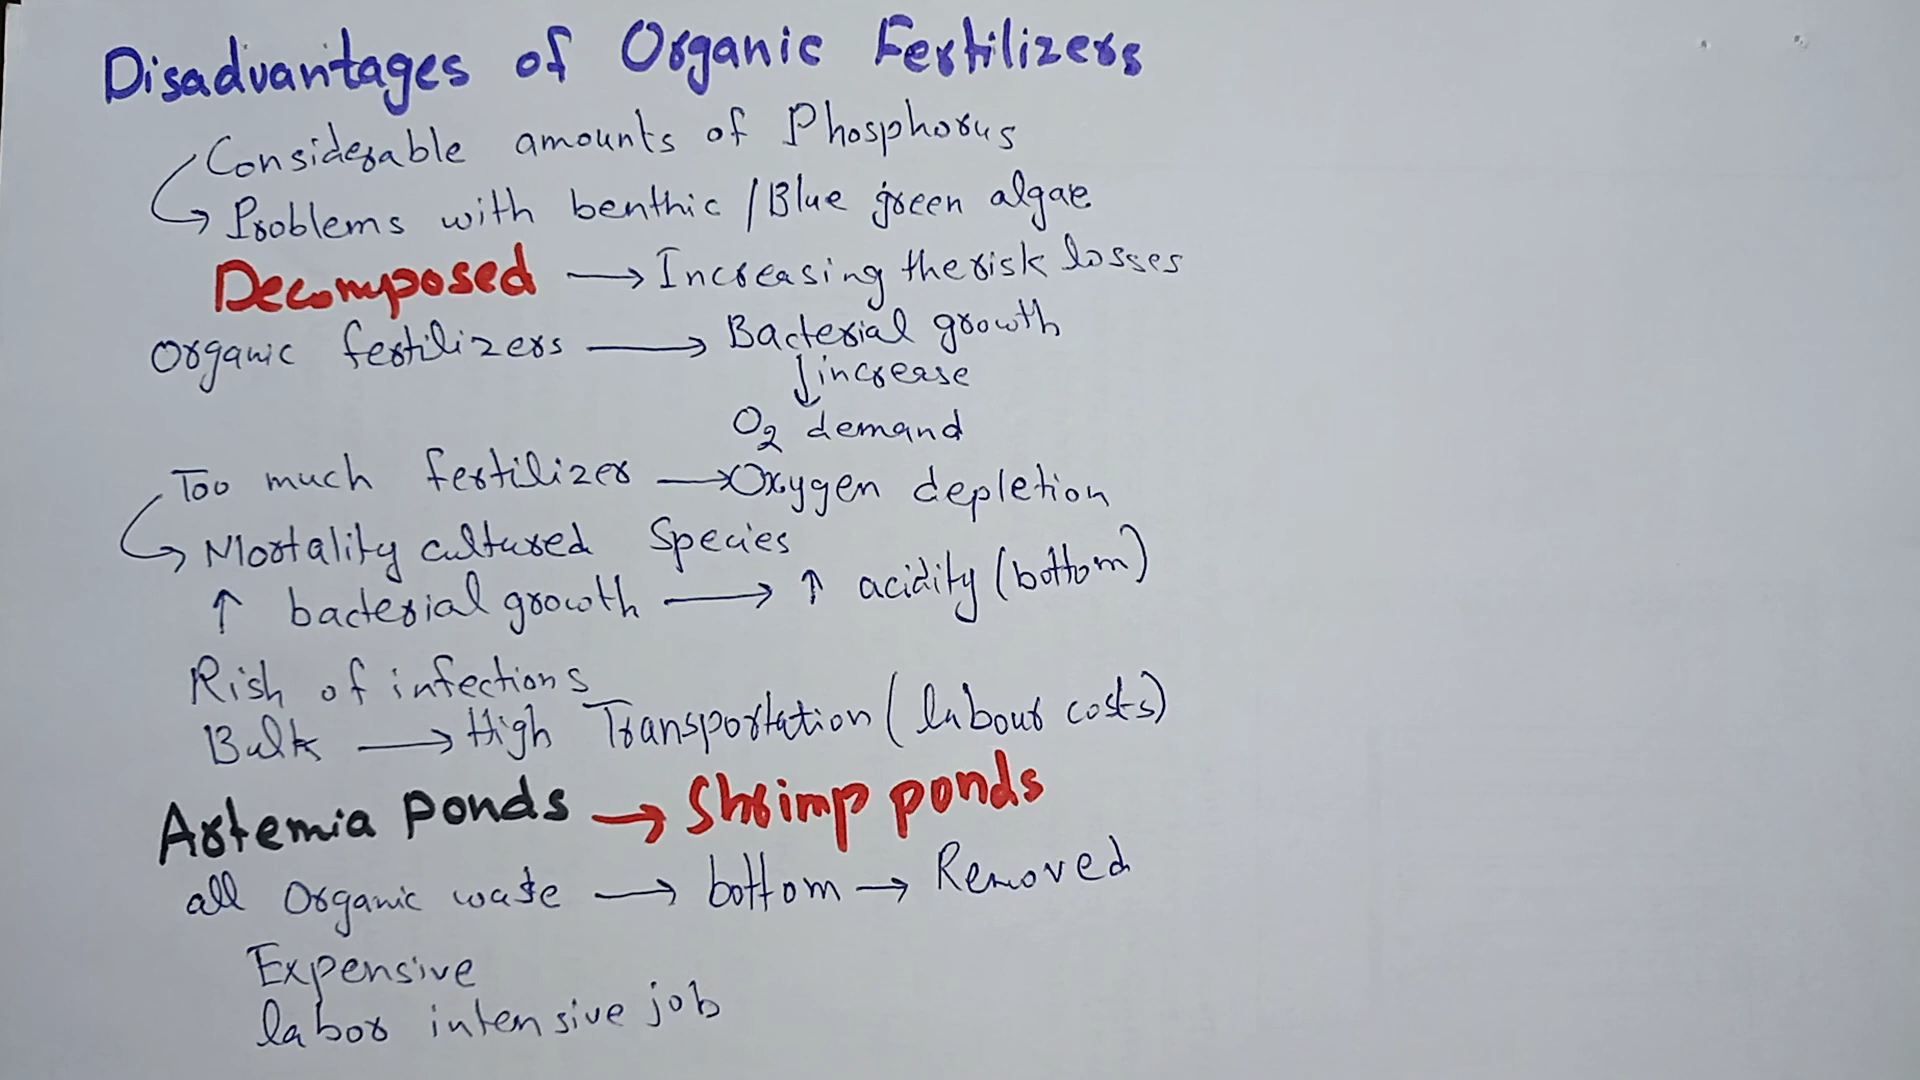 Disadvantages of Organic Fertilizers
Considerable amounts of Phosphorus
↳ Problems with benthic / Blue green algae
Decomposed → Increasing the risk losses
Organic fertilizers → Bacterial growth
↓ increase
O₂ demand
Too much fertilizer → Oxygen depletion
↳ Mortality cultured Species
↑ bacterial growth → ↑ acidity (bottom)
Risk of infections
Bulk → High Transportation (labour costs)
Artemia Ponds → Shrimp ponds
all Organic waste → bottom → Removed
Expensive
labor intensive job